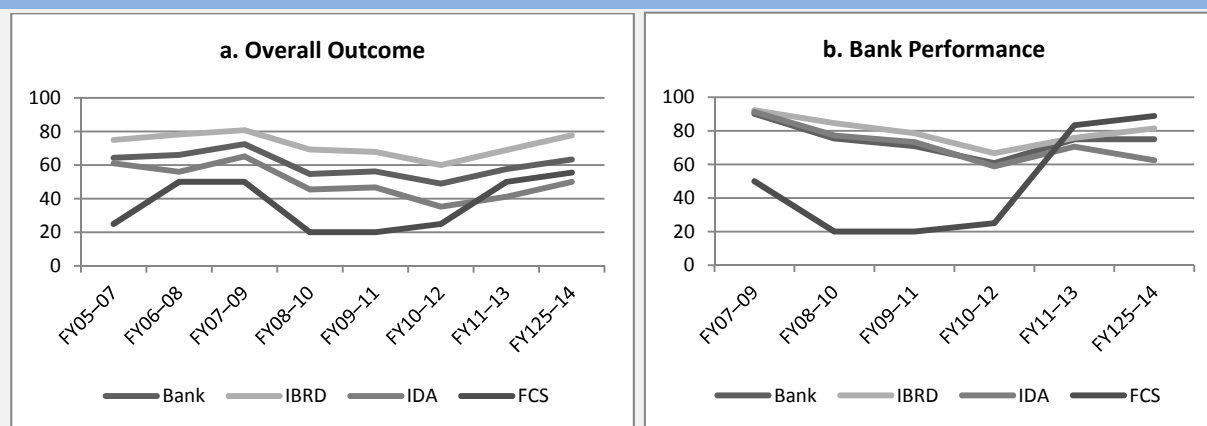 a. Overall Outcome
100
80
60
40
20
0
FY05–07
FY06–08
FY07–09
FY08–10
FY09–11
FY10–12
FY11–13
FY125–14
Bank IBRD IDA FCS
b. Bank Performance
100
80
60
40
20
0
FY07–09
FY08–10
FY09–11
FY10–12
FY11–13
FY125–14
Bank IBRD IDA FCS